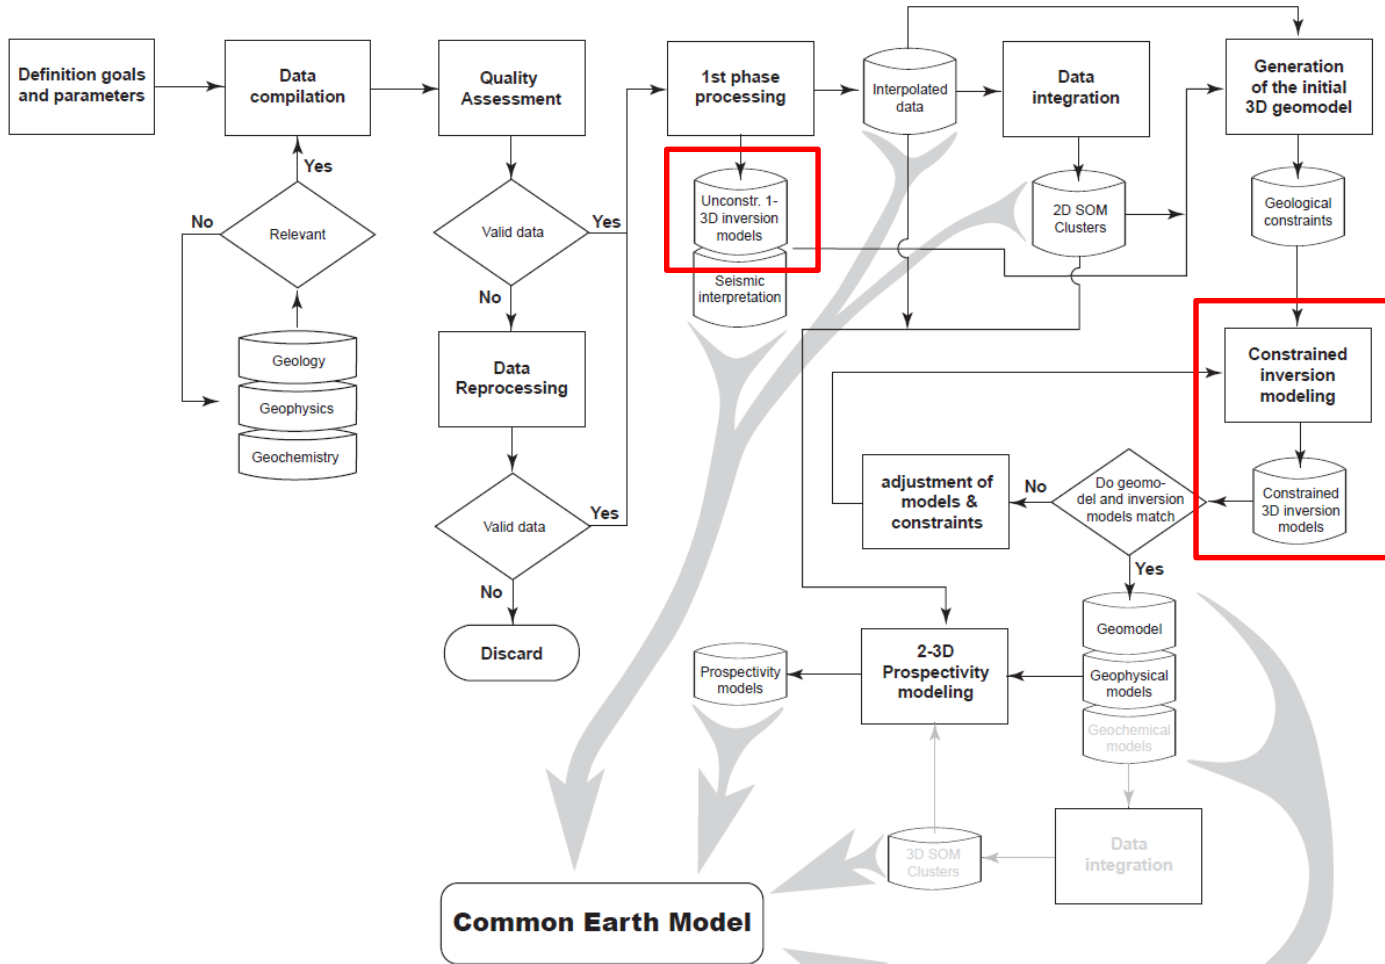 Definition goals
and parameters
Data
compilation
Quality
Assessment
1st phase
processing
Interpolated
data
Data
integration
Generation
of the initial
3D geomodel
Yes
No
Relevant
Geology
Geophysics
Geochemistry
Valid data
Yes
No
Data
Reprocessing
Valid data
Yes
No
Discard
Unconstr. 1-
3D inversion
models
Seismic
interpretation
2D SOM
Clusters
Geological
constraints
Constrained
inversion
modeling
Constrained
3D inversion
models
Do geomo-
del and inversion
models match
No
adjustment of
models &
constraints
Yes
Geomodel
Geophysical
models
Geochemical
models
2-3D
Prospectivity
modeling
Prospectivity
models
Data
integration
3D SOM
Clusters
Common Earth Model